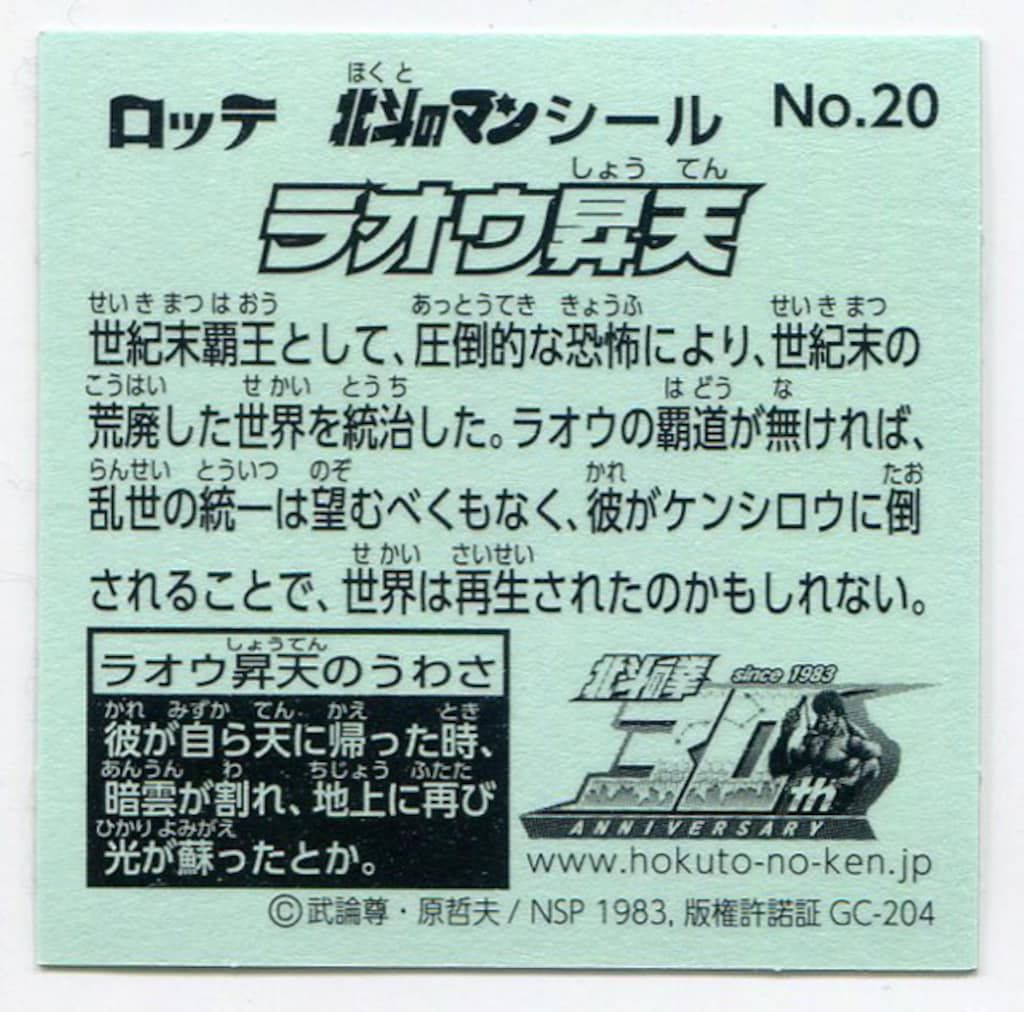 ロッテ 北斗のマンシール No.20
ラオウ昇天
世紀末覇王として、圧倒的な恐怖により、世紀末の
荒廃した世界を統治した。ラオウの覇道が無ければ、
乱世の統一は望むべくもなく、彼がケンシロウに倒
されることで、世界は再生されたのかもしれない。
ラオウ昇天のうわさ
彼が自ら天に帰った時、
暗雲が割れ、地上に再び
光が蘇ったとか。
北斗の拳 since 1983
30th
ANNIVERSARY
www.hokuto-no-ken.jp
©武論尊・原哲夫 / NSP 1983, 版権許諾証 GC-204